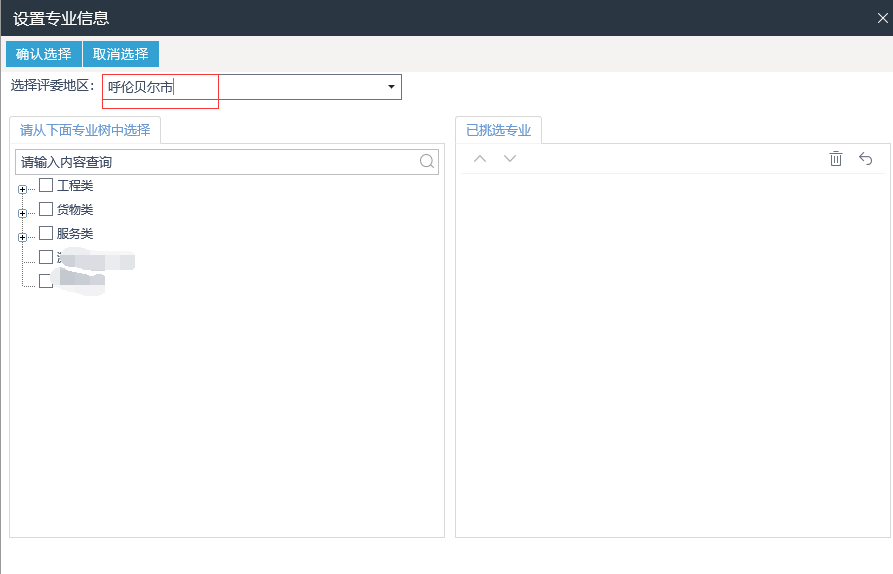 设置专业信息
确认选择 取消选择
选择评委地区： 呼伦贝尔市
请从下面专业树中选择
请输入内容查询
工程类
货物类
服务类
已挑选专业